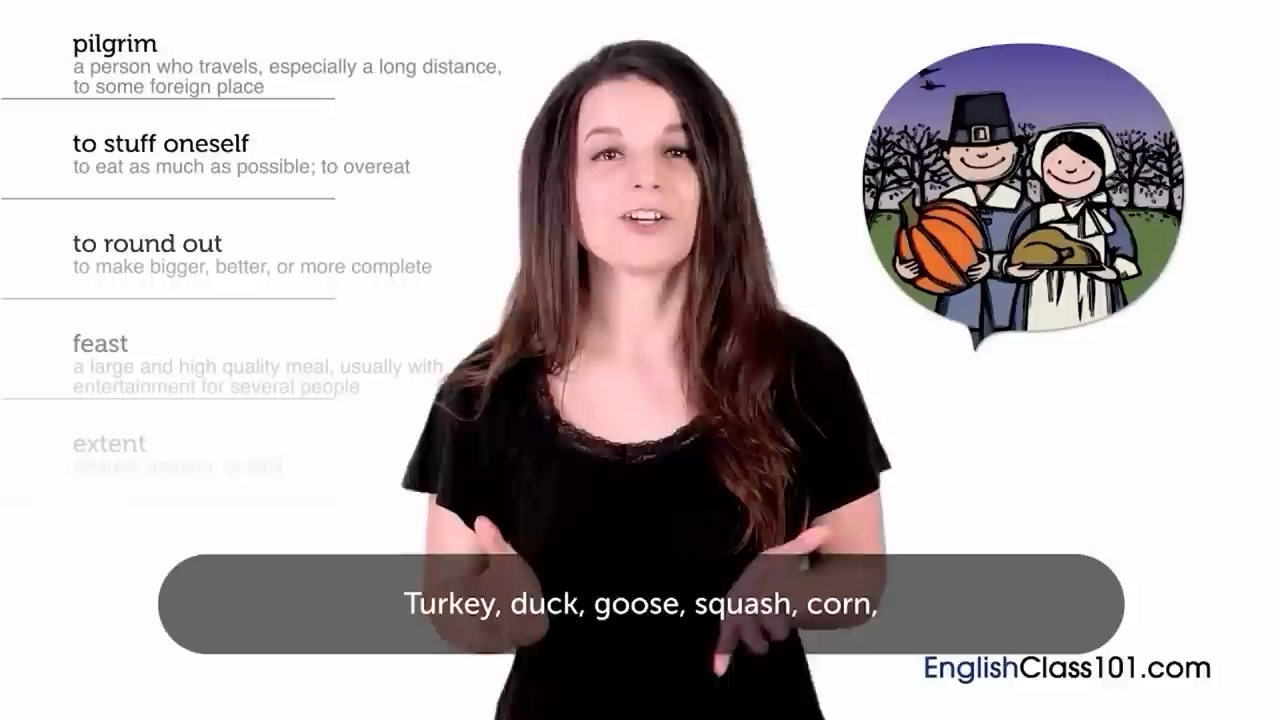 pilgrim
a person who travels, especially a long distance,
to some foreign place
to stuff oneself
to eat as much as possible; to overeat
to round out
to make bigger, better, or more complete
feast
a large and high quality meal, usually with
entertainment for several people
extent
Turkey, duck, goose, squash, corn,
EnglishClass101.com